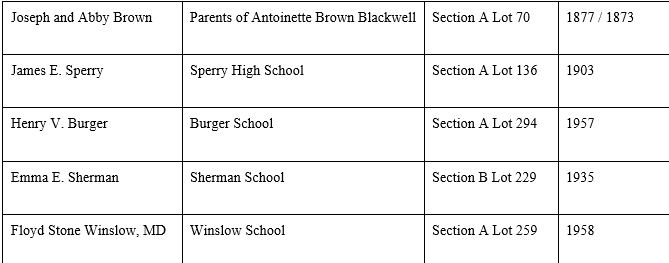 Joseph and Abby Brown Parents of Antoinette Brown Blackwell Section A Lot 70 1877 / 1873
James E. Sperry Sperry High School Section A Lot 136 1903
Henry V. Burger Burger School Section A Lot 294 1957
Emma E. Sherman Sherman School Section B Lot 229 1935
Floyd Stone Winslow, MD Winslow School Section A Lot 259 1958